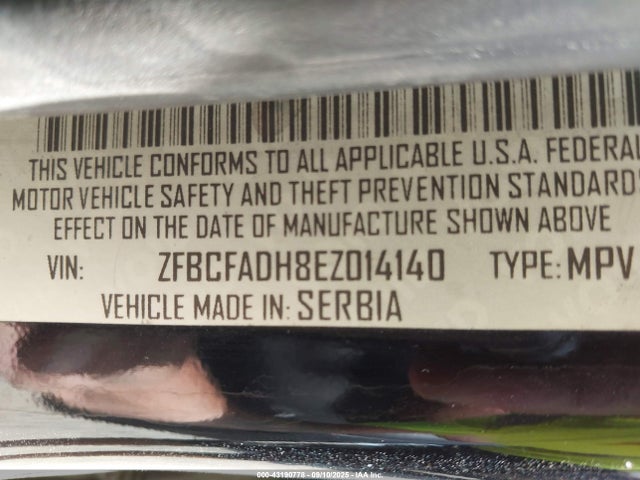 THIS VEHICLE CONFORMS TO ALL APPLICABLE U.S.A. FEDERAL
MOTOR VEHICLE SAFETY AND THEFT PREVENTION STANDARDS
EFFECT ON THE DATE OF MANUFACTURE SHOWN ABOVE
VIN: ZFBCFADH8EZ014140 TYPE: MPV
VEHICLE MADE IN: SERBIA
000-43190778 - 09/10/2025 - IAA Inc.